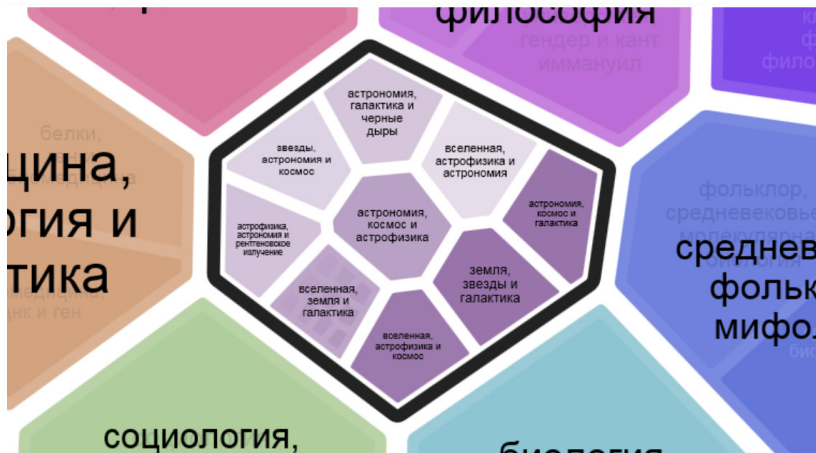 философия
гендер и кант
иммануил
астрономия,
галактика и
черные
дыры
звезды,
астрономия и
космос
вселенная,
астрофизика и
астрономия
астрономия,
космос и
галактика
астрофизика,
астрономия и
рентгеновское
излучение
астрономия,
космос и
астрофизика
вселенная,
земля и
галактика
земля,
звезды и
галактика
вселенная,
астрофизика и
космос
белки,
цина,
огия и
тика
днк и ген
фольклор,
средневековье
среднев
фольк
мифо
социология,
биология